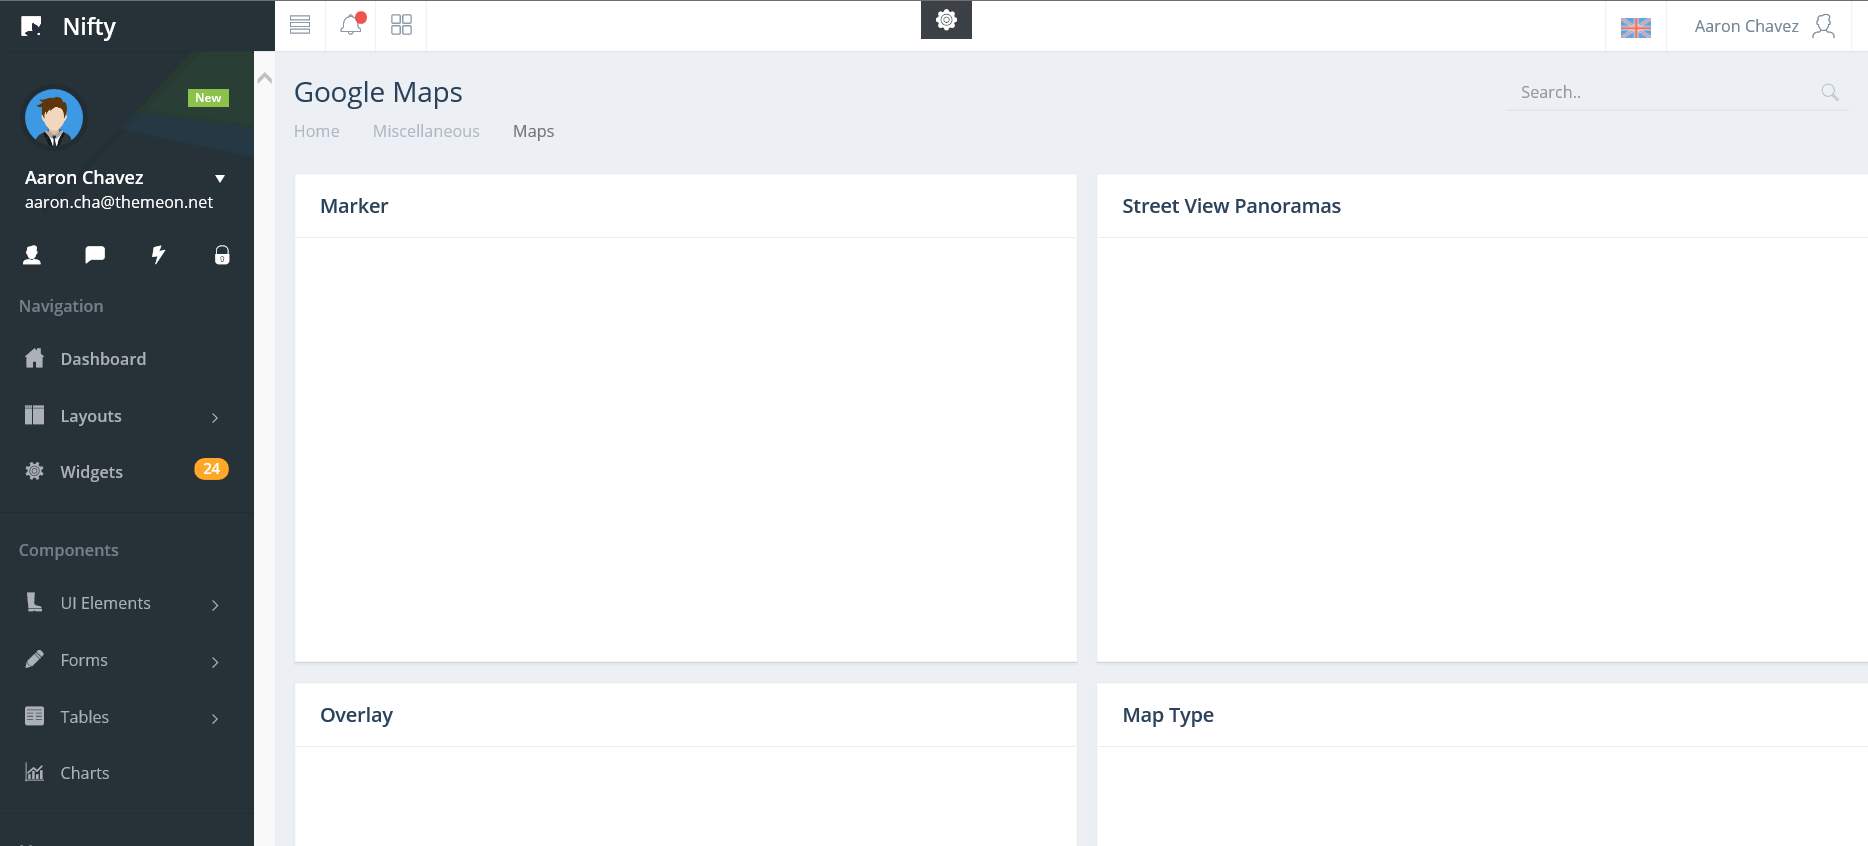 Nifty
Aaron Chavez
Google Maps
Search..
Home Miscellaneous Maps
New
Aaron Chavez
aaron.cha@themeon.net
Navigation
Dashboard
Layouts
Widgets 24
Components
UI Elements
Forms
Tables
Charts
Marker
Street View Panoramas
Overlay
Map Type